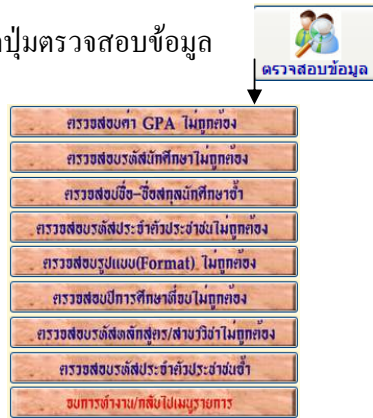 ปุ่มตรวจสอบข้อมูล
ตรวจสอบข้อมูล
ตรวจสอบค่า GPA ไม่ถูกต้อง
ตรวจสอบรหัสนักศึกษาไม่ถูกต้อง
ตรวจสอบชื่อ-ชื่อสกุลนักศึกษาซ้ำ
ตรวจสอบรหัสประจำตัวประชาชนไม่ถูกต้อง
ตรวจสอบรูปแบบ(Format) ไม่ถูกต้อง
ตรวจสอบปีการศึกษาที่จบไม่ถูกต้อง
ตรวจสอบรหัสหลักสูตร/สาขาวิชาไม่ถูกต้อง
ตรวจสอบรหัสประจำตัวประชาชนซ้ำ
จบการทำงาน/กลับไปเมนูรายการ